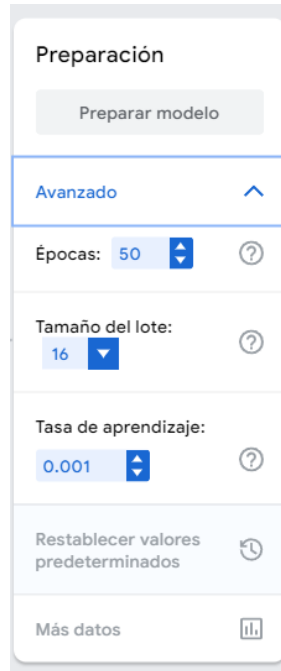 Preparación
Preparar modelo
Avanzado
Épocas: 50
Tamaño del lote:
16
Tasa de aprendizaje:
0.001
Restablecer valores
predeterminados
Más datos